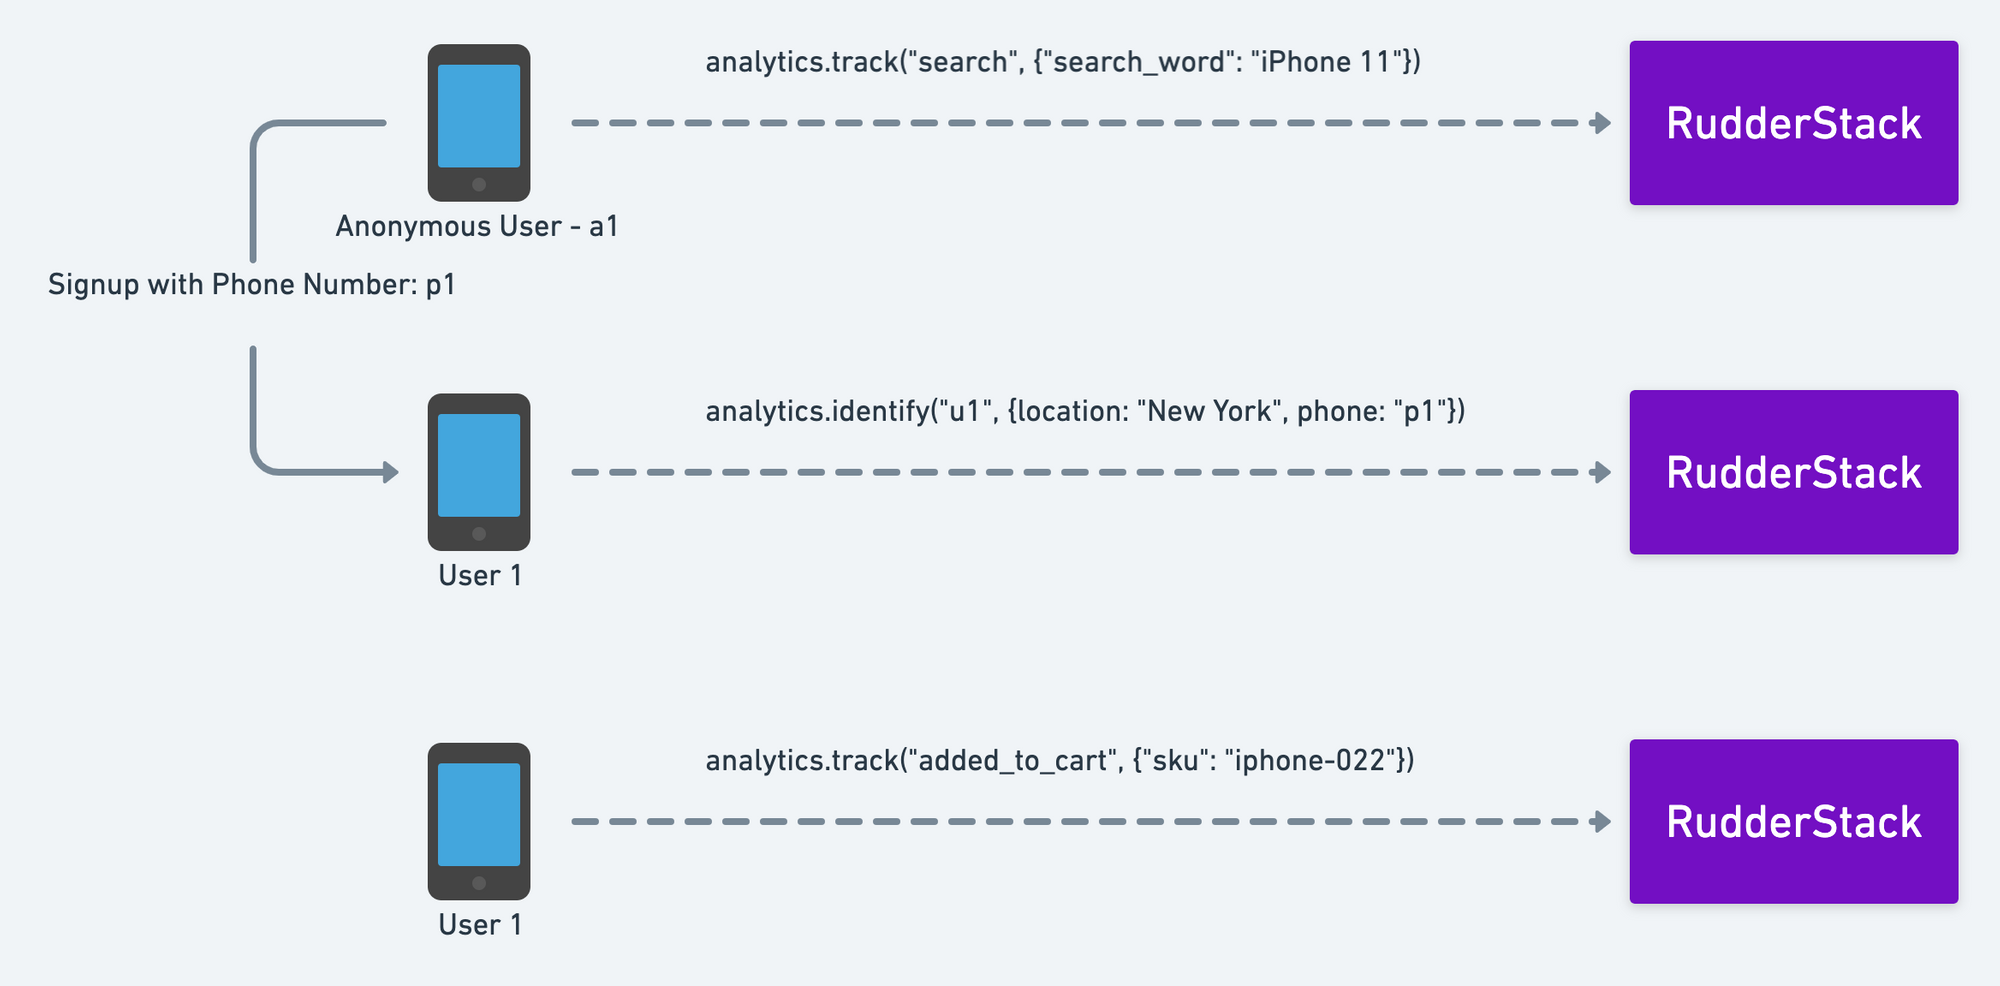 analytics.track("search", {"search_word": "iPhone 11"})
RudderStack
Anonymous User - a1
Signup with Phone Number: p1
analytics.identify("u1", {location: "New York", phone: "p1"})
RudderStack
User 1
analytics.track("added_to_cart", {"sku": "iphone-022"})
RudderStack
User 1